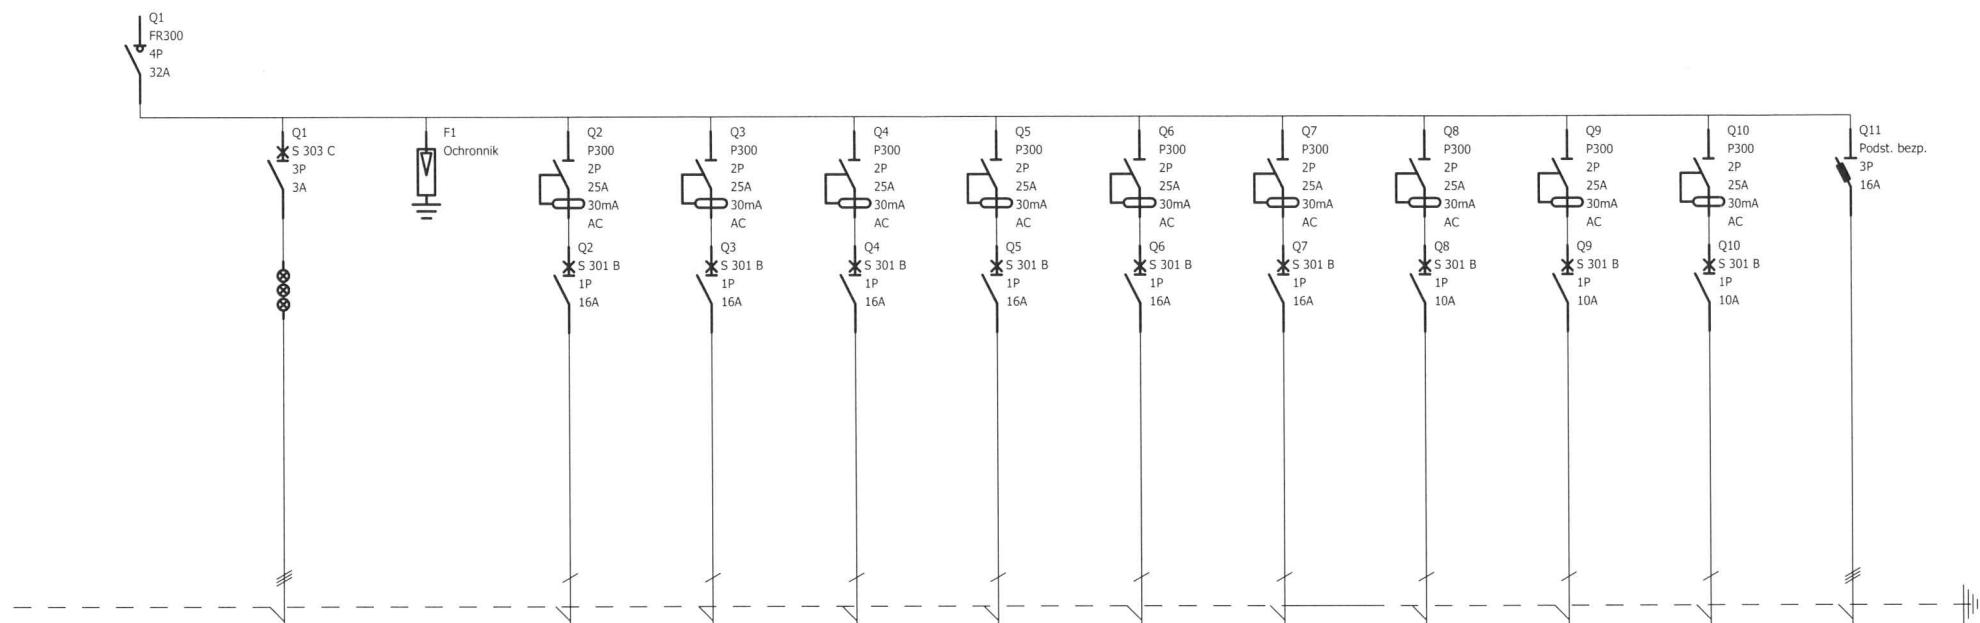 Q1
FR300
4P
32A
Q1
S 303 C
3P
3A
F1
Ochronnik
Q2
P300
2P
25A
30mA
AC
Q2
S 301 B
1P
16A
Q3
P300
2P
25A
30mA
AC
Q3
S 301 B
1P
16A
Q4
P300
2P
25A
30mA
AC
Q4
S 301 B
1P
16A
Q5
P300
2P
25A
30mA
AC
Q5
S 301 B
1P
16A
Q6
P300
2P
25A
30mA
AC
Q6
S 301 B
1P
16A
Q7
P300
2P
25A
30mA
AC
Q7
S 301 B
1P
16A
Q8
P300
2P
25A
30mA
AC
Q8
S 301 B
1P
10A
Q9
P300
2P
25A
30mA
AC
Q9
S 301 B
1P
10A
Q10
P300
2P
25A
30mA
AC
Q10
S 301 B
1P
10A
Q11
Podst. bezp.
3P
16A